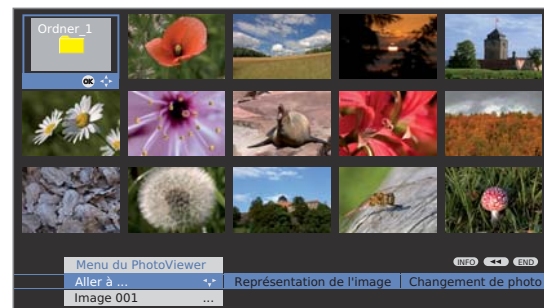 Ordner_1
OK
INFO END
Menu du PhotoViewer
Aller à ... Représentation de l'image Changement de photo
Image 001 ...